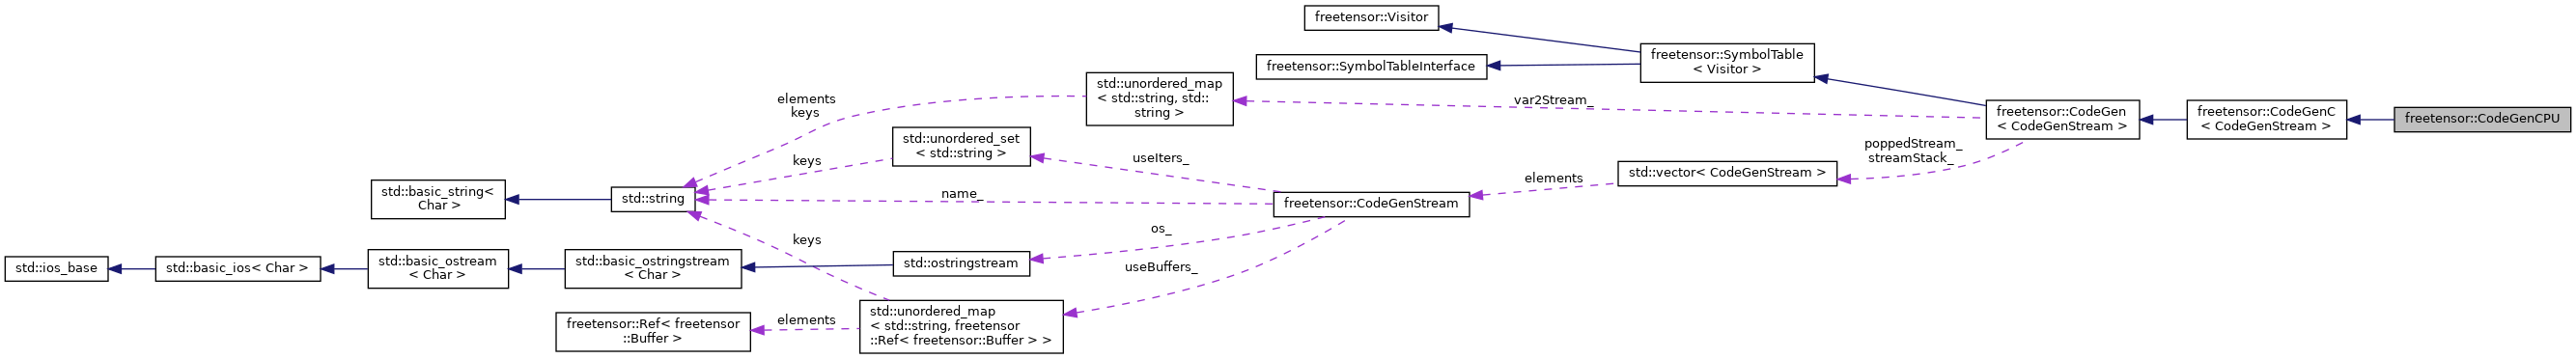 freetensor::Visitor
freetensor::SymbolTable
< Visitor >
freetensor::SymbolTableInterface
std::unordered_map
< std::string, std::
string >
elements
keys
var2Stream_
freetensor::CodeGen
< CodeGenStream >
freetensor::CodeGenC
< CodeGenStream >
freetensor::CodeGenCPU
std::unordered_set
< std::string >
keys
useIters_
poppedStream_
streamStack_
std::vector< CodeGenStream >
elements
std::basic_string<
Char >
std::string
name_
freetensor::CodeGenStream
keys
os_
std::ios_base
std::basic_ios< Char >
std::basic_ostream
< Char >
std::basic_ostringstream
< Char >
std::ostringstream
useBuffers_
freetensor::Ref< freetensor
::Buffer >
elements
std::unordered_map
< std::string, freetensor
::Ref< freetensor::Buffer > >